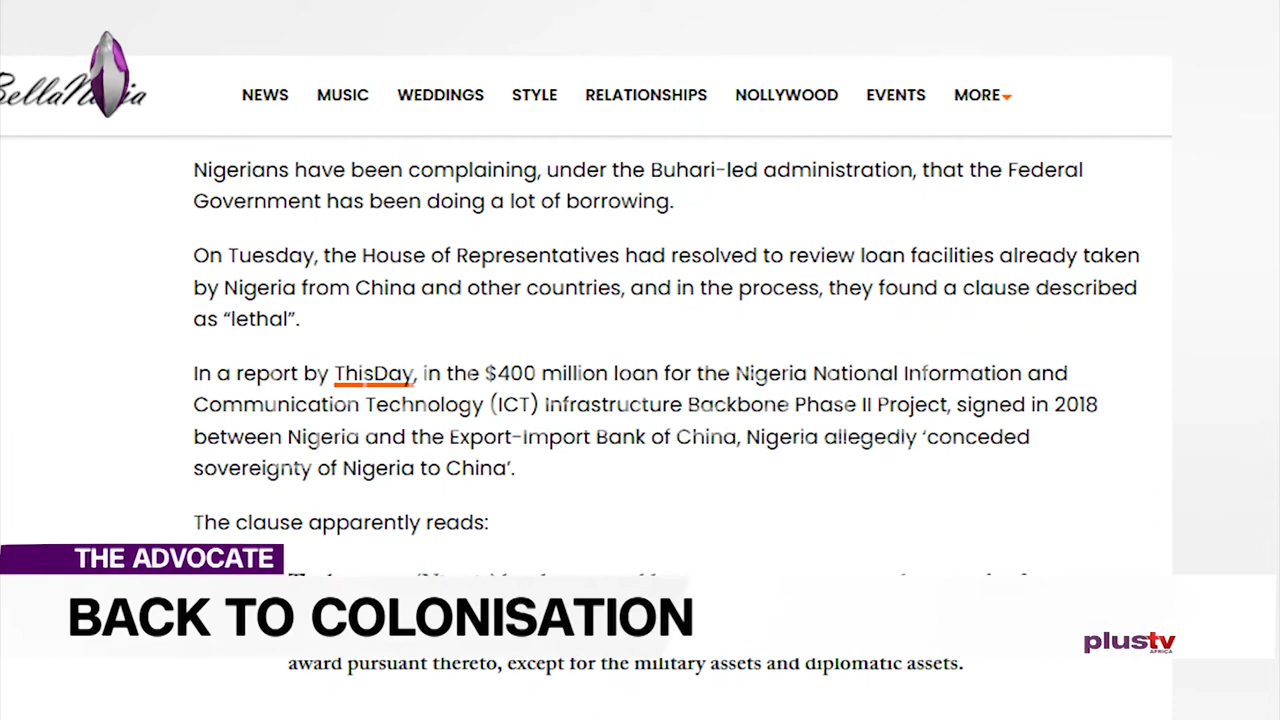 BellaN ia
NEWS MUSIC WEDDINGS STYLE RELATIONSHIPS NOLLYWOOD EVENTS MORE
Nigerians have been complaining, under the Buhari-led administration, that the Federal
Government has been doing a lot of borrowing.
On Tuesday, the House of Representatives had resolved to review loan facilities already taken
by Nigeria from China and other countries, and in the process, they found a clause described
as “lethal”.
In a report by ThisDay, in the $400 million loan for the Nigeria National Information and
Communication Technology (ICT) Infrastructure Backbone Phase II Project, signed in 2018
between Nigeria and the Export-Import Bank of China, Nigeria allegedly ‘conceded
sovereignty of Nigeria to China’.
The clause apparently reads:
THE ADVOCATE
BACK TO COLONISATION
plustv
AFRICA
award pursuant thereto, except for the military assets and diplomatic assets.